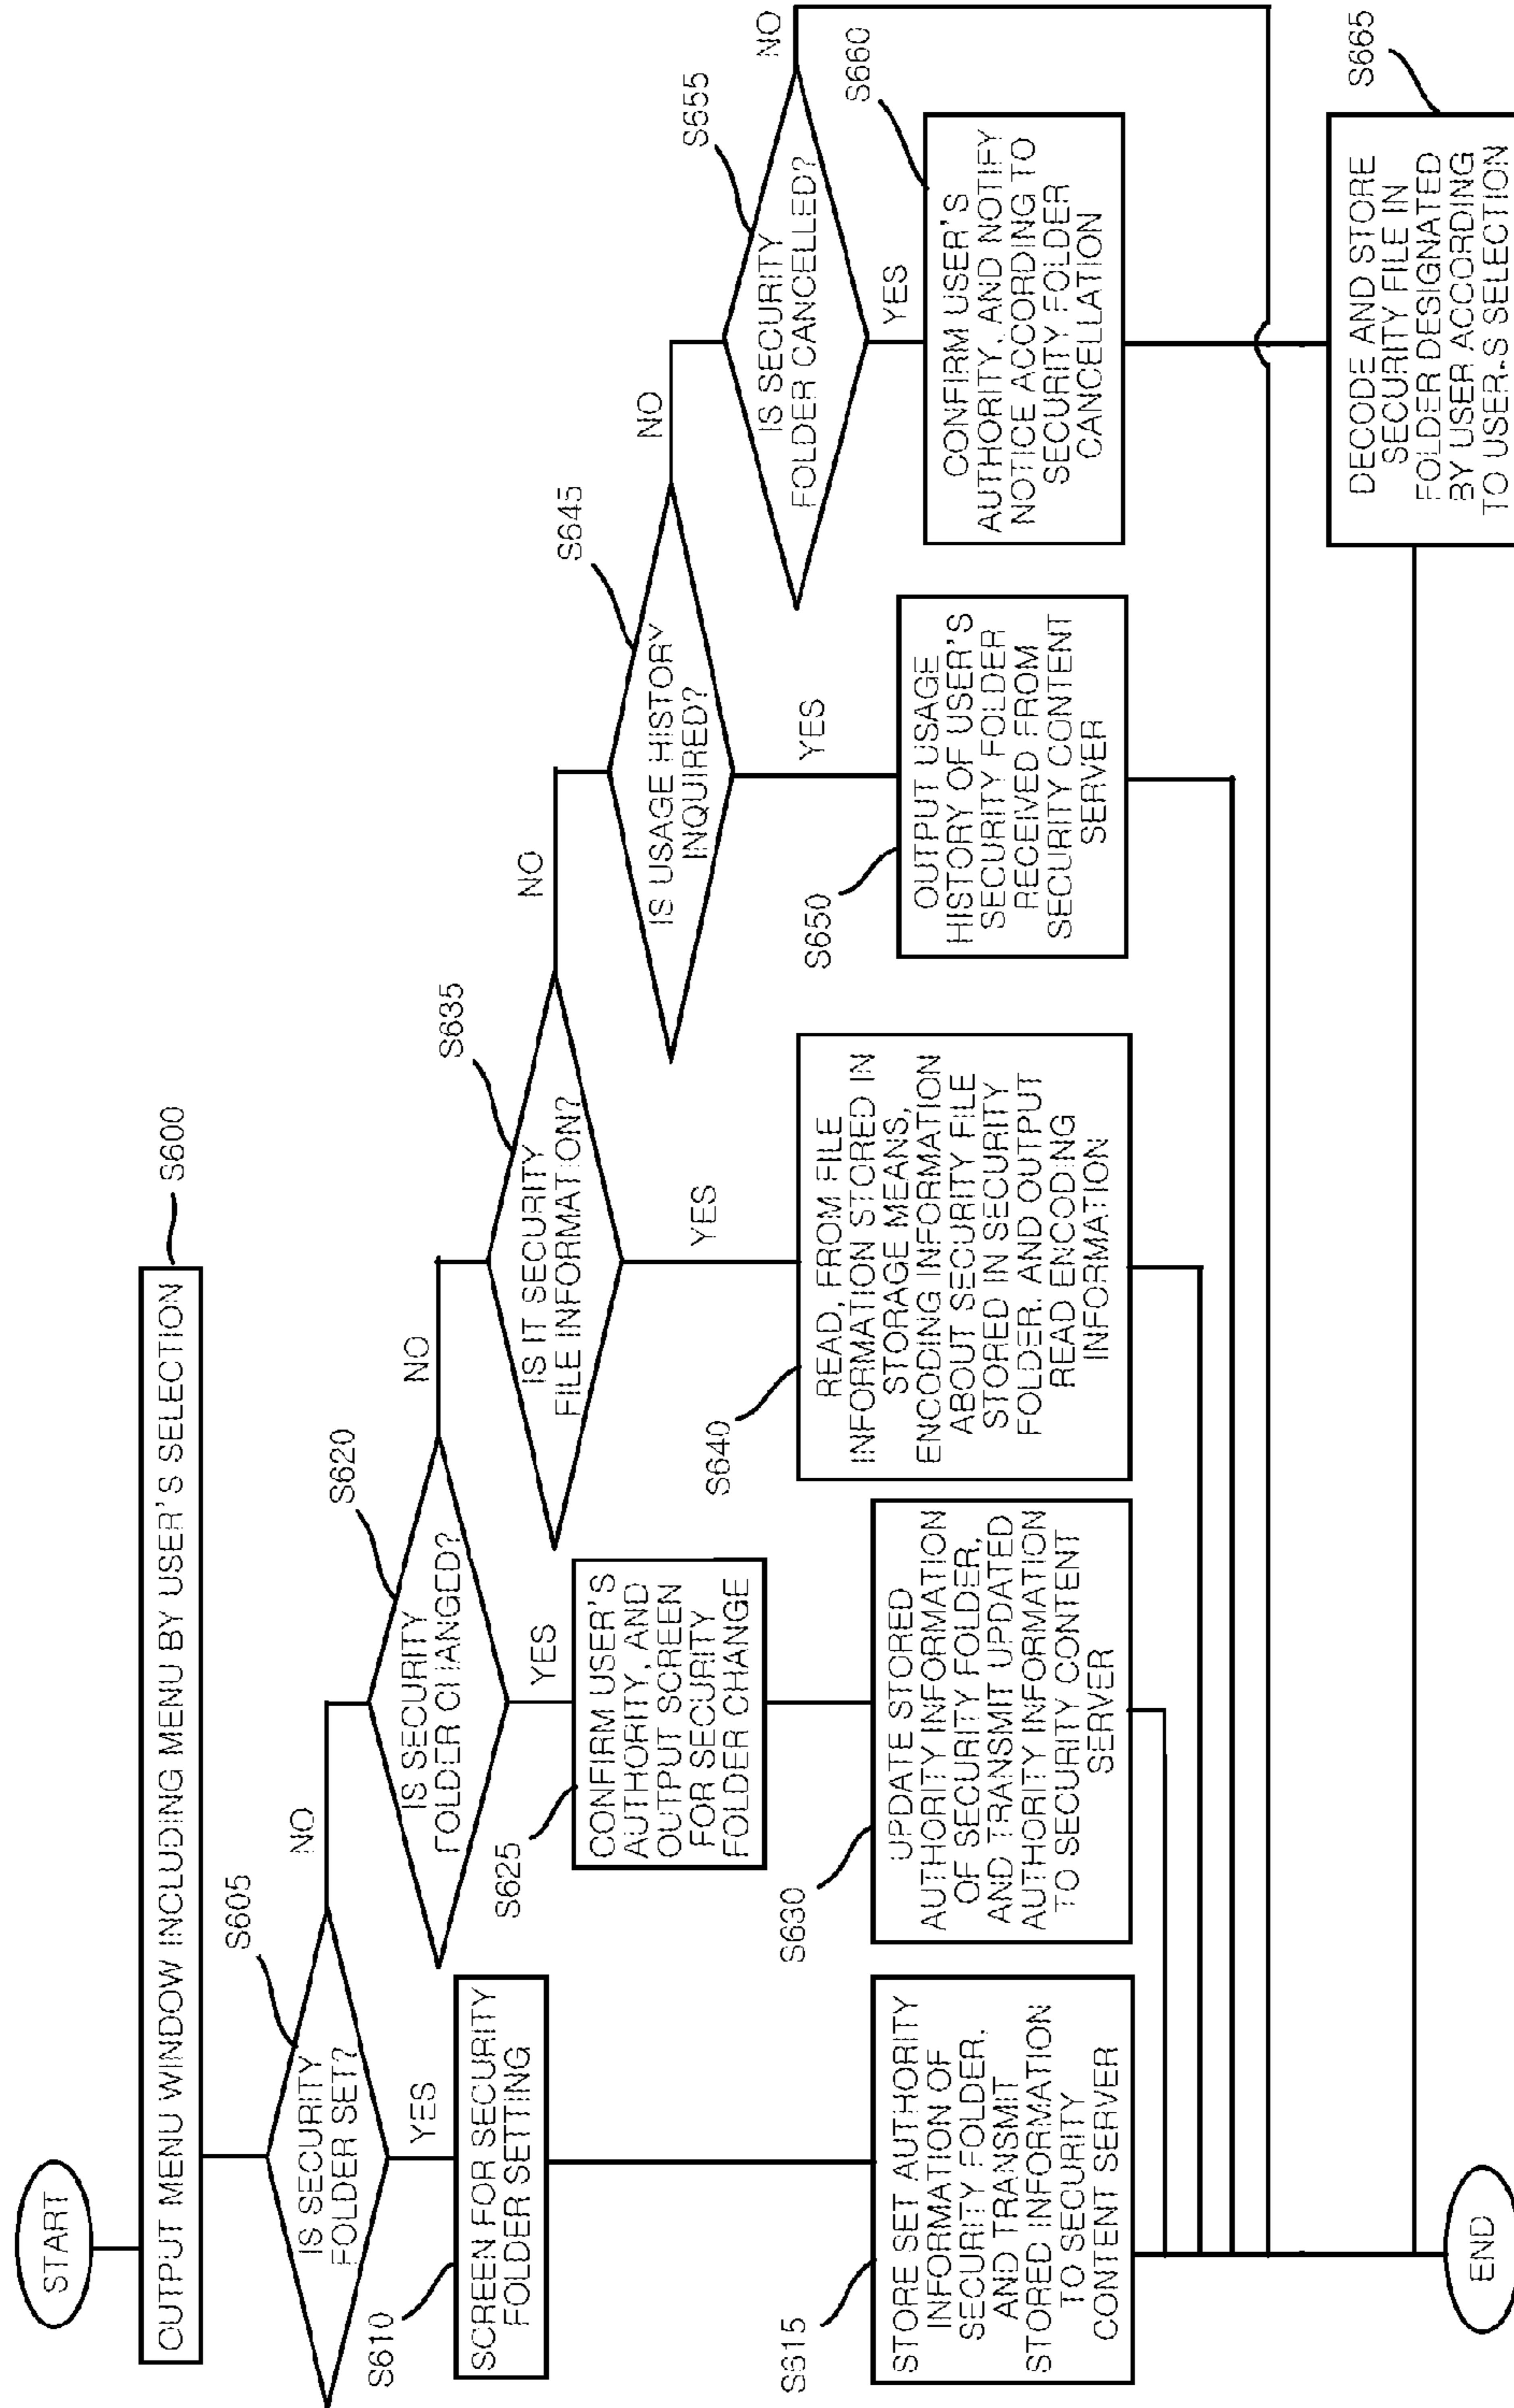 START
OUTPUT MENU WINDOW INCLUDING MENU BY USER'S SELECTION
S600
IS SECURITY
FOLDER SET?
S605
NO
YES
SCREEN FOR SECURITY
FOLDER SETTING
S610
STORE SET AUTHORITY
INFORMATION OF
SECURITY FOLDER,
AND TRANSMIT
STORED INFORMATION
TO SECURITY
CONTENT SERVER
S615
IS SECURITY
FOLDER CHANGED?
S620
NO
YES
CONFIRM USER'S
AUTHORITY, AND
OUTPUT SCREEN
FOR SECURITY
FOLDER CHANGE
S625
UPDATE STORED
AUTHORITY INFORMATION
OF SECURITY FOLDER,
AND TRANSMIT UPDATED
AUTHORITY INFORMATION
TO SECURITY CONTENT
SERVER
S630
IS IT SECURITY
FILE INFORMATION?
S635
NO
YES
READ, FROM FILE
INFORMATION STORED IN
STORAGE MEANS,
ENCODING INFORMATION
ABOUT SECURITY FILE
STORED IN SECURITY
FOLDER, AND OUTPUT
READ ENCODING
INFORMATION
S640
IS USAGE HISTORY
INQUIRED?
S645
NO
YES
OUTPUT USAGE
HISTORY OF USER'S
SECURITY FOLDER
RECEIVED FROM
SECURITY CONTENT
SERVER
S650
IS SECURITY
FOLDER CANCELLED?
S655
NO
YES
CONFIRM USER'S
AUTHORITY, AND NOTIFY
NOTICE ACCORDING TO
SECURITY FOLDER
CANCELLATION
S660
DECODE AND STORE
SECURITY FILE IN
FOLDER DESIGNATED
BY USER ACCORDING
TO USER-S SELECTION
S665
END